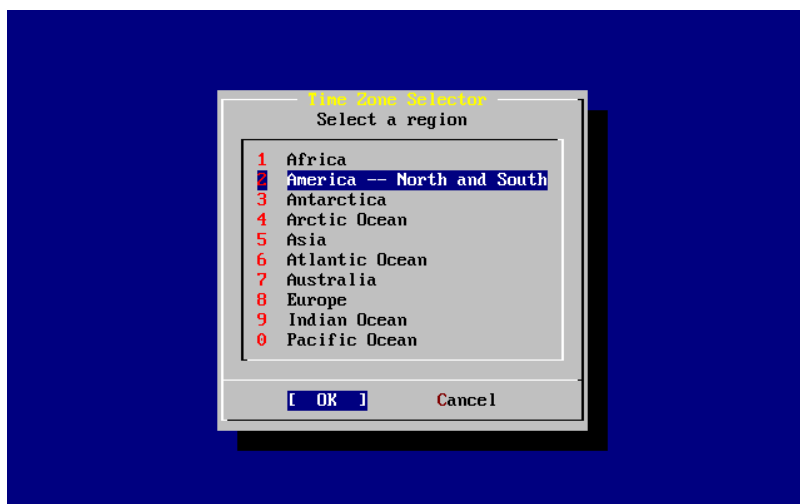 Time Zone Selector
Select a region
1 Africa
2 America -- North and South
3 Antarctica
4 Arctic Ocean
5 Asia
6 Atlantic Ocean
7 Australia
8 Europe
9 Indian Ocean
0 Pacific Ocean
[ OK ] Cancel